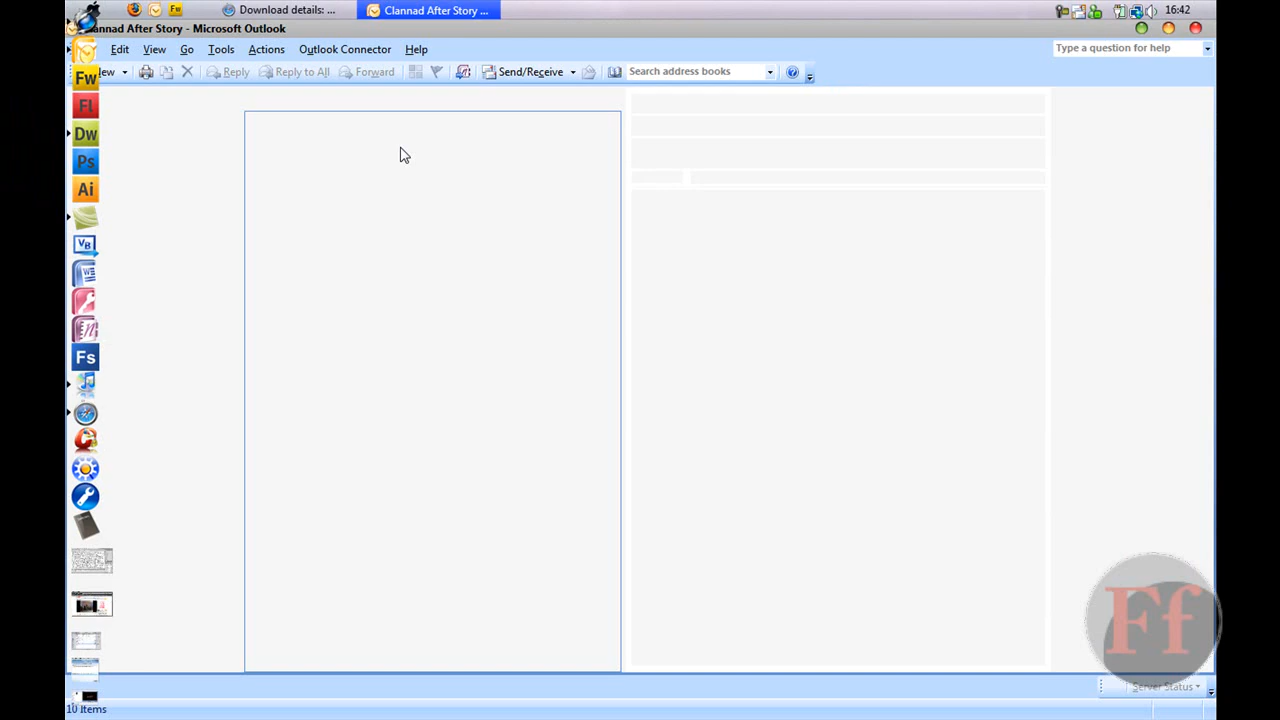 Fw
Download details: ...
Clannad After Story ...
16:42
Clannad After Story - Microsoft Outlook
Edit View Go Tools Actions Outlook Connector Help
Type a question for help
Reply Reply to All Forward Send/Receive Search address books
Fw
Fl
Dw
Ps
Ai
VB
Fs
Ff
Server Status
10 Items